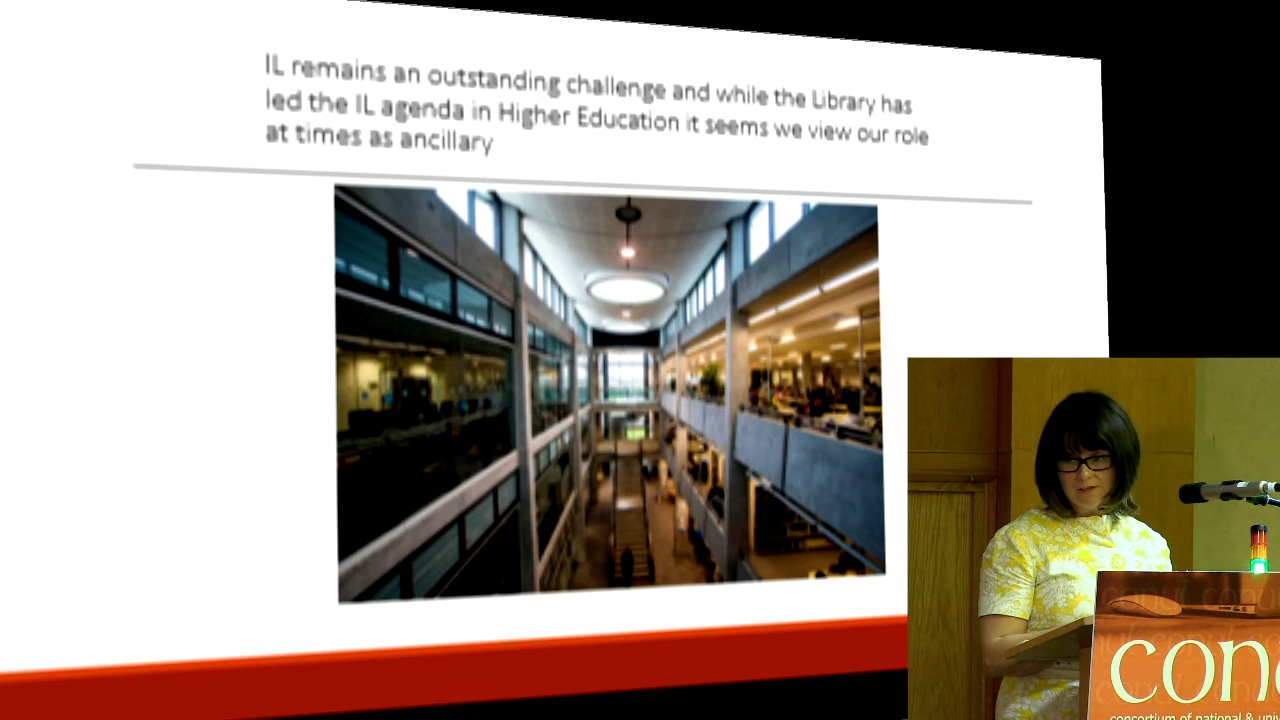 IL remains an outstanding challenge and while the Library has
led the IL agenda in Higher Education it seems we view our role
at times as ancillary
con
consortium of national & univ